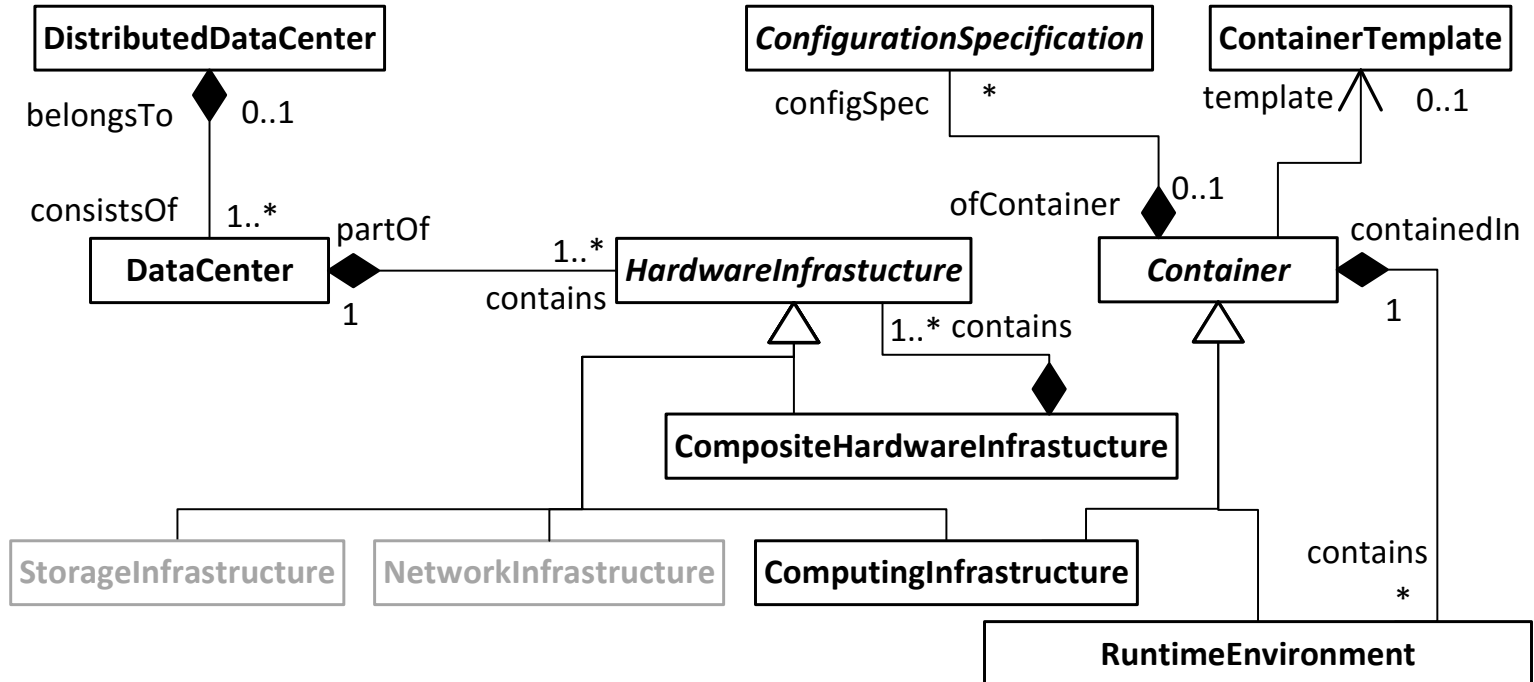 DistributedDataCenter
ConfigurationSpecification
ContainerTemplate
belongsTo
0..1
configSpec
*
template
0..1
consistsOf
1..*
partOf
ofContainer
0..1
containedIn
DataCenter
1..*
HardwareInfrastucture
Container
1
contains
1
1..*
contains
CompositeHardwareInfrastucture
StorageInfrastructure
NetworkInfrastructure
ComputingInfrastructure
contains
*
RuntimeEnvironment